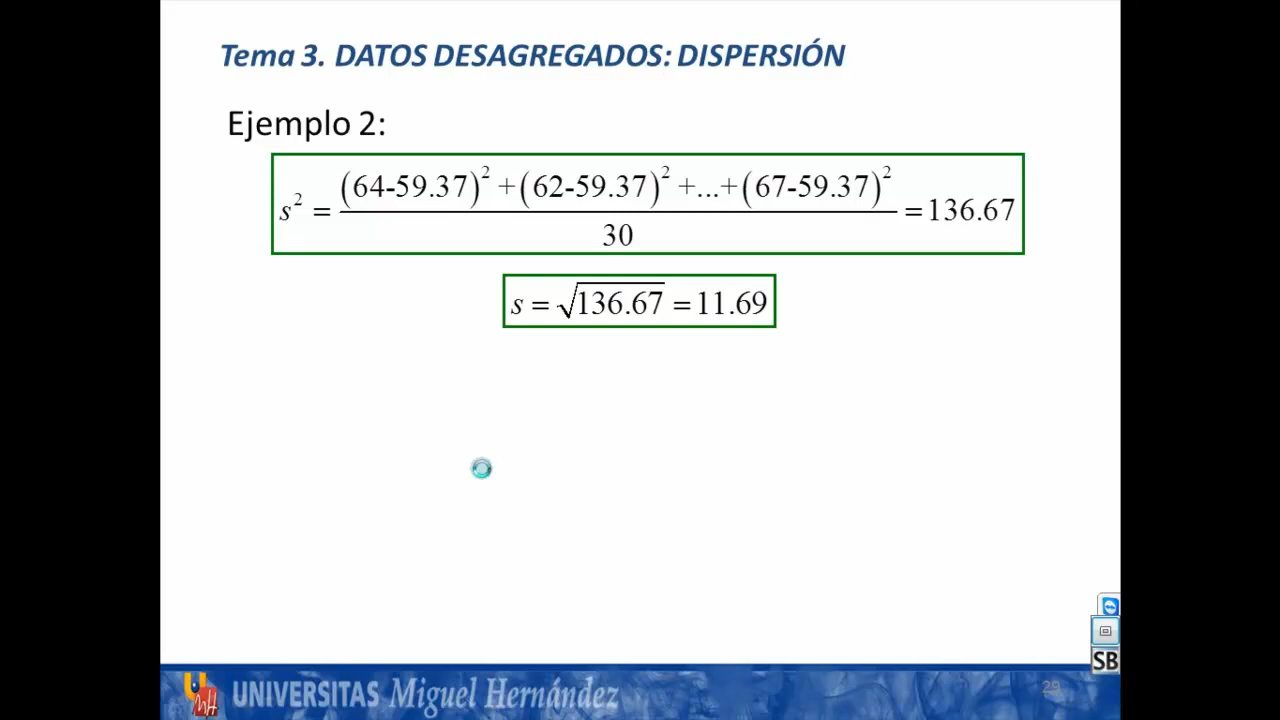 Tema 3. DATOS DESAGREGADOS: DISPERSIÓN
Ejemplo 2:
s² = ((64-59.37)² + (62-59.37)² +...+ (67-59.37)²) / 30 = 136.67
s = √136.67 = 11.69
SB
UNIVERSITAS Miguel Hernández
29